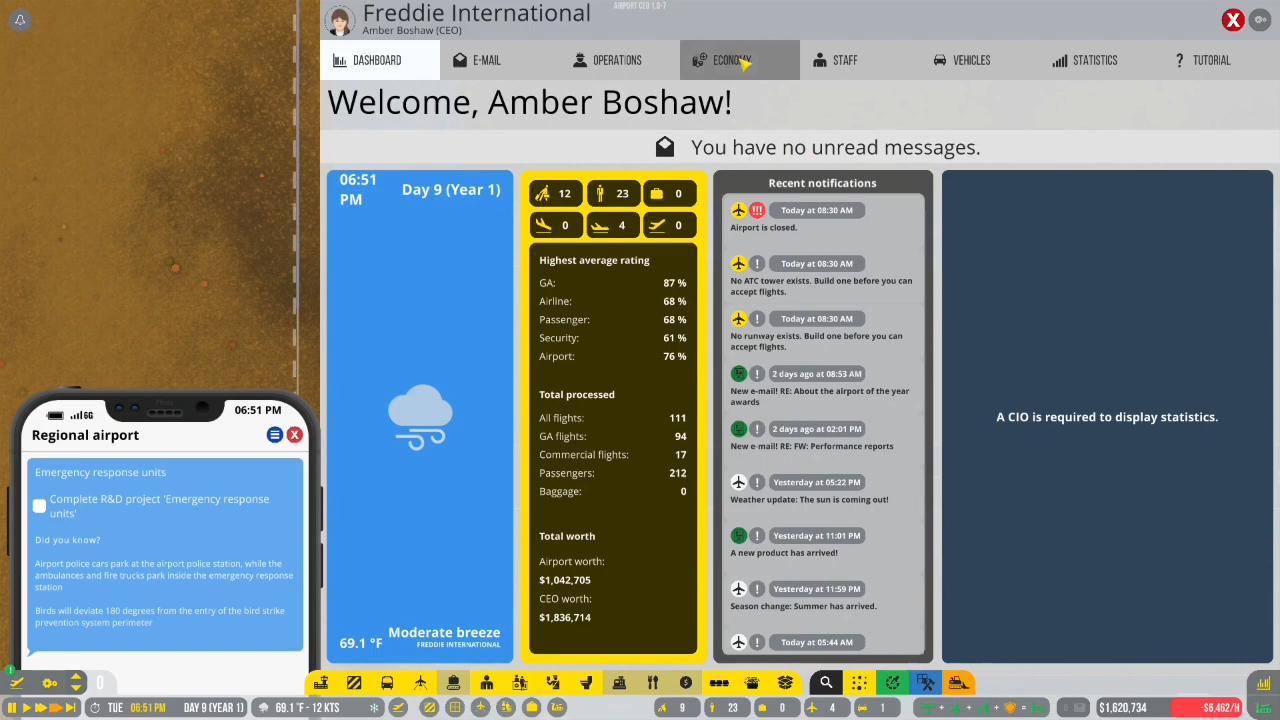 AIRPORT CEO 1.0-7
Freddie International
Amber Boshaw (CEO)
DASHBOARD
E-MAIL
OPERATIONS
ECONOMY
STAFF
VEHICLES
STATISTICS
TUTORIAL
Welcome, Amber Boshaw!
You have no unread messages.
06:51
PM
Day 9 (Year 1)
12
23
0
0
4
0
Highest average rating
GA: 87 %
Airline: 68 %
Passenger: 68 %
Security: 61 %
Airport: 76 %
Total processed
All flights: 111
GA flights: 94
Commercial flights: 17
Passengers: 212
Baggage: 0
Total worth
Airport worth:
$1,042,705
CEO worth:
$1,836,714
69.1 °F
Moderate breeze
FREDDIE INTERNATIONAL
Recent notifications
!!! Today at 08:30 AM
Airport is closed.
! Today at 08:30 AM
No ATC tower exists. Build one before you can
accept flights.
! Today at 08:30 AM
No runway exists. Build one before you can
accept flights.
! 2 days ago at 08:53 AM
New e-mail! RE: About the airport of the year
awards
! 2 days ago at 02:01 PM
New e-mail! RE: FW: Performance reports
! Yesterday at 05:22 PM
Weather update: The sun is coming out!
! Yesterday at 11:01 PM
A new product has arrived!
! Yesterday at 11:59 PM
Season change: Summer has arrived.
! Today at 05:44 AM
A CIO is required to display statistics.
6G
06:51 PM
Regional airport
Emergency response units
Complete R&D project 'Emergency response
units'
Did you know?
Airport police cars park at the airport police station, while the
ambulances and fire trucks park inside the emergency response
station
Birds will deviate 180 degrees from the entry of the bird strike
prevention system perimeter
0
TUE 06:51 PM DAY 9 (YEAR 1)
69.1 °F - 12 KTS
9
23
0
4
1
0
$1,620,734
-$6,462/H